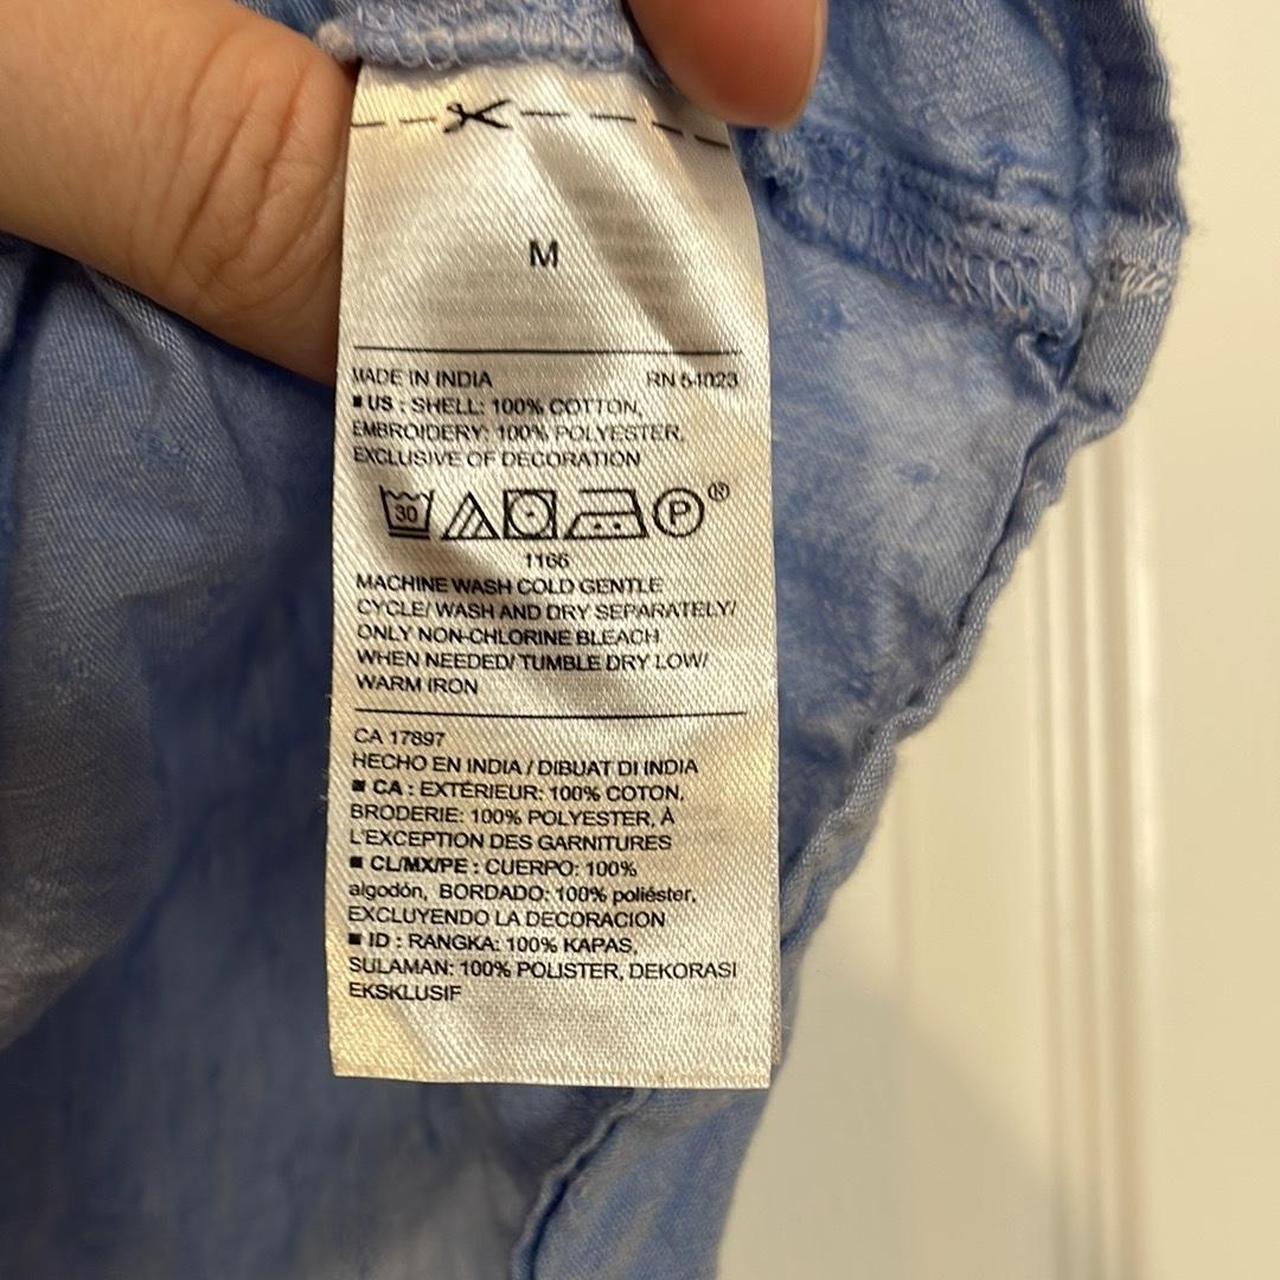 M
MADE IN INDIA RN 54023
■ US : SHELL: 100% COTTON,
EMBROIDERY: 100% POLYESTER,
EXCLUSIVE OF DECORATION
30 P ®
1166
MACHINE WASH COLD GENTLE
CYCLE/ WASH AND DRY SEPARATELY/
ONLY NON-CHLORINE BLEACH
WHEN NEEDED/ TUMBLE DRY LOW/
WARM IRON
CA 17897
HECHO EN INDIA / DIBUAT DI INDIA
■ CA : EXTÉRIEUR: 100% COTON,
BRODERIE: 100% POLYESTER, À
L'EXCEPTION DES GARNITURES
■ CL/MX/PE : CUERPO: 100%
algodón, BORDADO: 100% poliéster,
EXCLUYENDO LA DECORACION
■ ID : RANGKA: 100% KAPAS,
SULAMAN: 100% POLISTER, DEKORASI
EKSKLUSIF